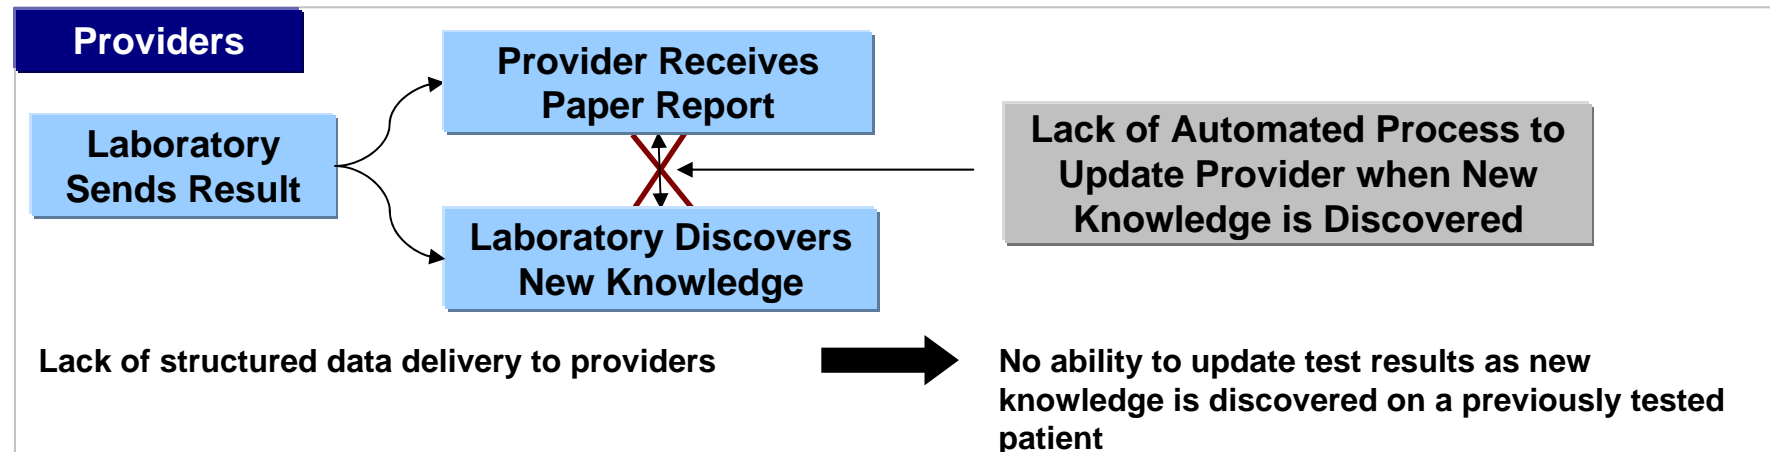 Providers
Provider Receives
Paper Report
Laboratory
Sends Result
Lack of Automated Process to
Update Provider when New
Knowledge is Discovered
Laboratory Discovers
New Knowledge
Lack of structured data delivery to providers
No ability to update test results as new
knowledge is discovered on a previously tested
patient